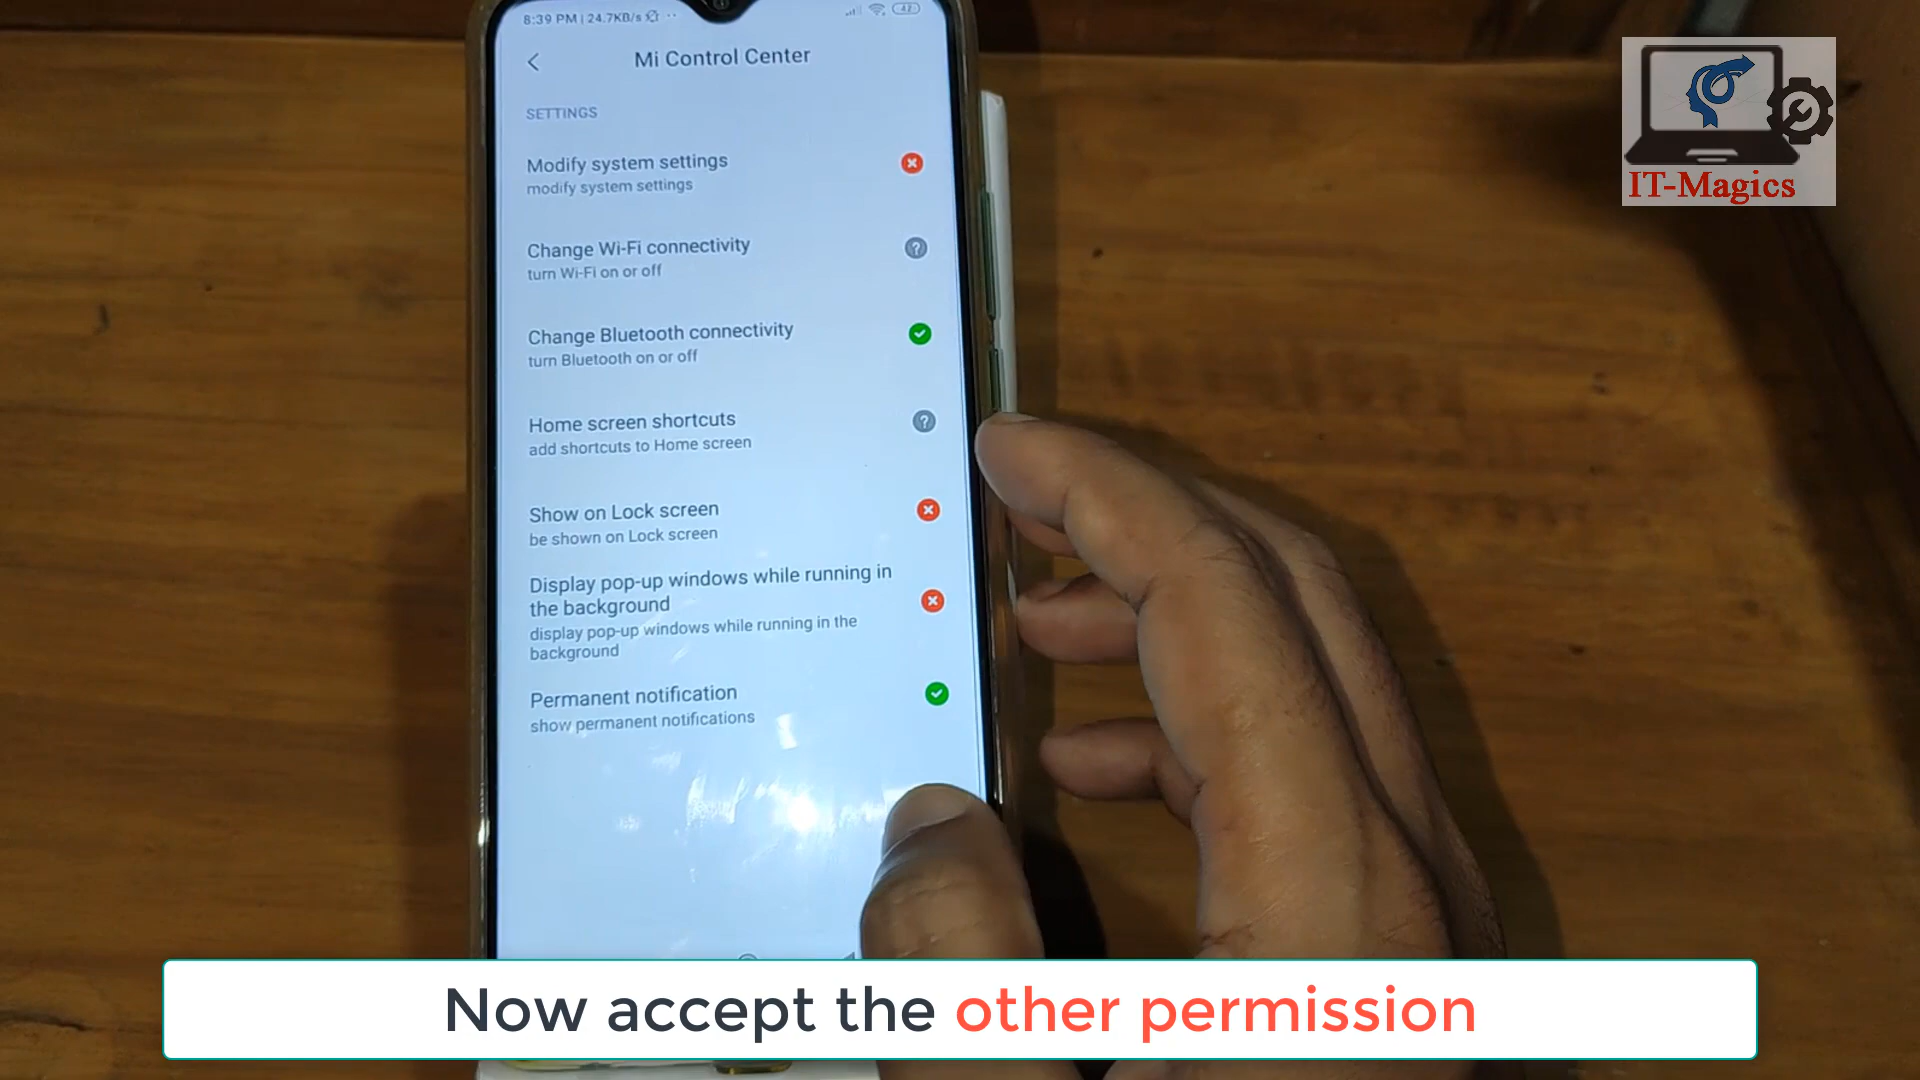 8:39 PM | 24.7KB/s
42
Mi Control Center
SETTINGS
Modify system settings
modify system settings
Change Wi-Fi connectivity
turn Wi-Fi on or off
Change Bluetooth connectivity
turn Bluetooth on or off
Home screen shortcuts
add shortcuts to Home screen
Show on Lock screen
be shown on Lock screen
Display pop-up windows while running in
the background
display pop-up windows while running in the
background
Permanent notification
show permanent notifications
IT-Magics
Now accept the other permission